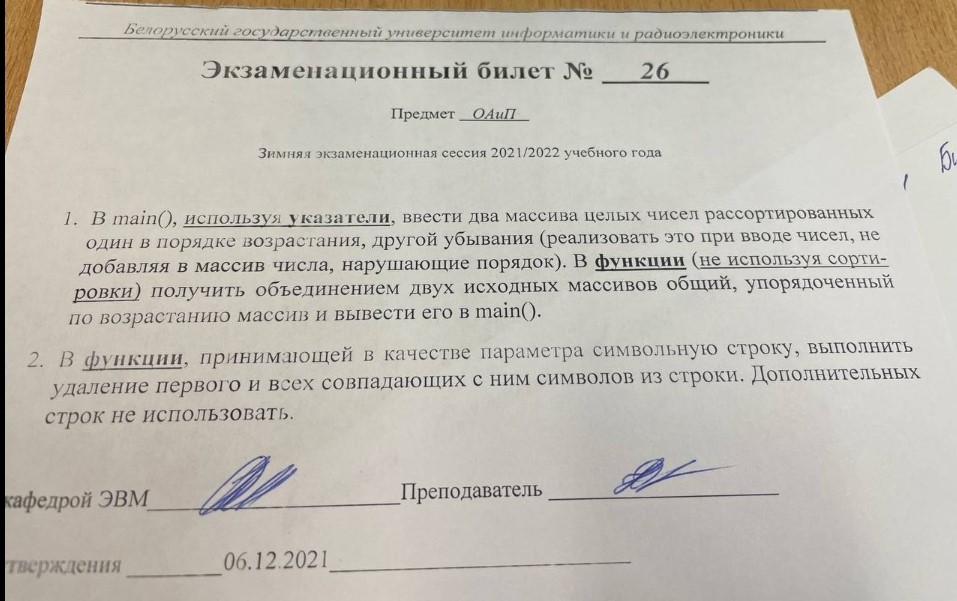 Белорусский государственный университет информатики и радиоэлектроники
Экзаменационный билет № 26
Предмет ОАиП
Зимняя экзаменационная сессия 2021/2022 учебного года
1. В main(), используя указатели, ввести два массива целых чисел рассортированных
один в порядке возрастания, другой убывания (реализовать это при вводе чисел, не
добавляя в массив числа, нарушающие порядок). В функции (не используя сорти-
ровки) получить объединением двух исходных массивов общий, упорядоченный
по возрастанию массив и вывести его в main().
2. В функции, принимающей в качестве параметра символьную строку, выполнить
удаление первого и всех совпадающих с ним символов из строки. Дополнительных
строк не использовать.
кафедрой ЭВМ Преподаватель
тверждения 06.12.2021